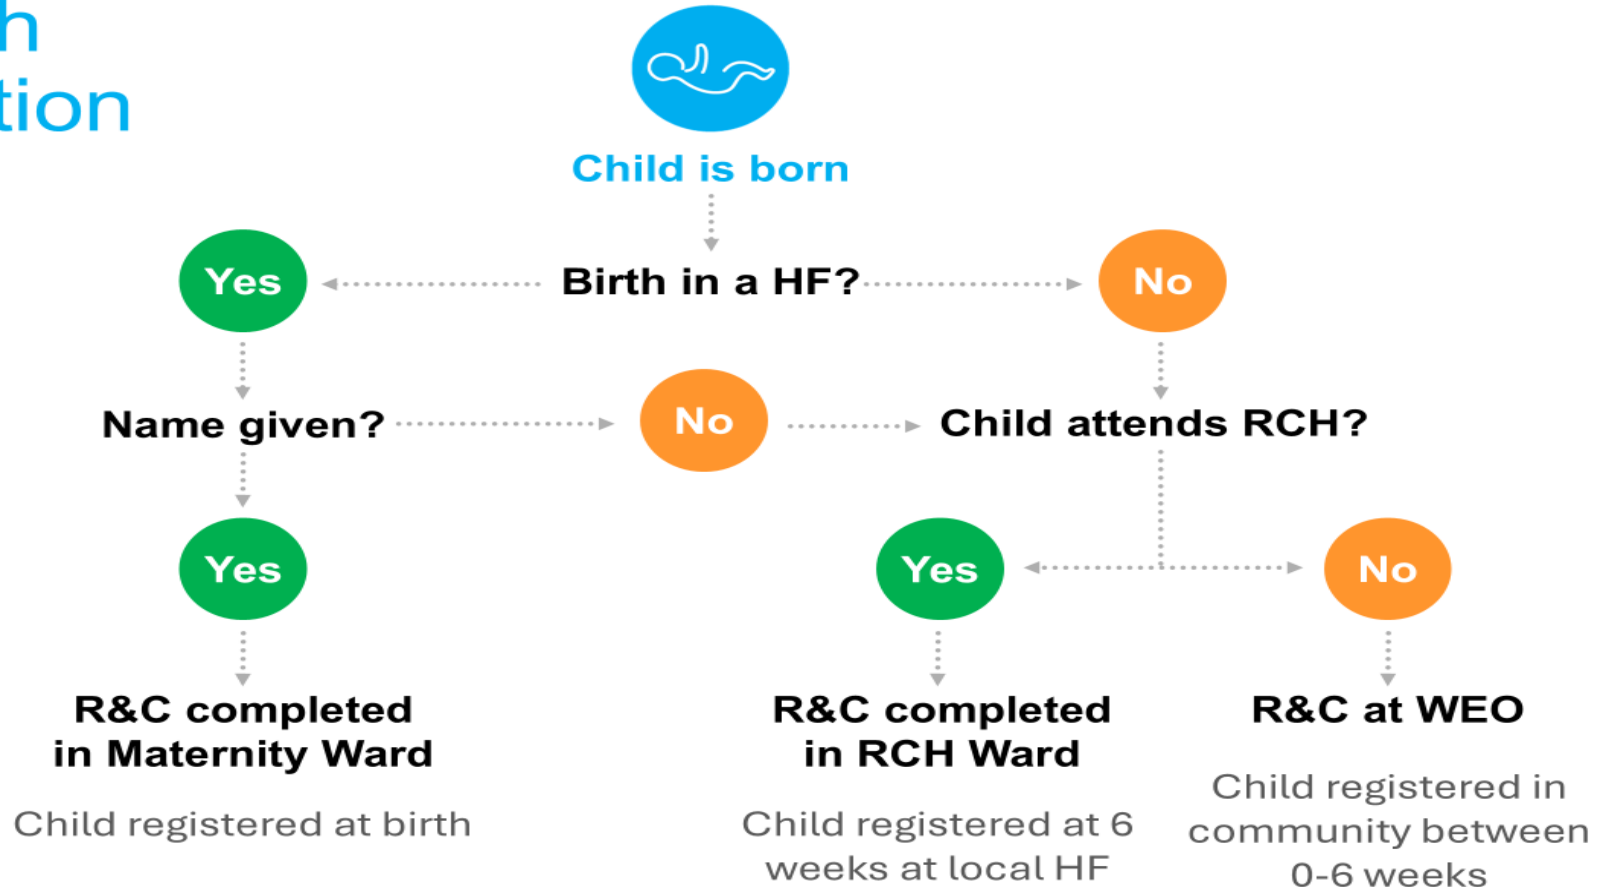 h
tion
Child is born
Yes
Birth in a HF?
No
Name given?
No
Child attends RCH?
Yes
Yes
No
R&C completed
in Maternity Ward
Child registered at birth
R&C completed
in RCH Ward
Child registered at 6
weeks at local HF
R&C at WEO
Child registered in
community between
0-6 weeks